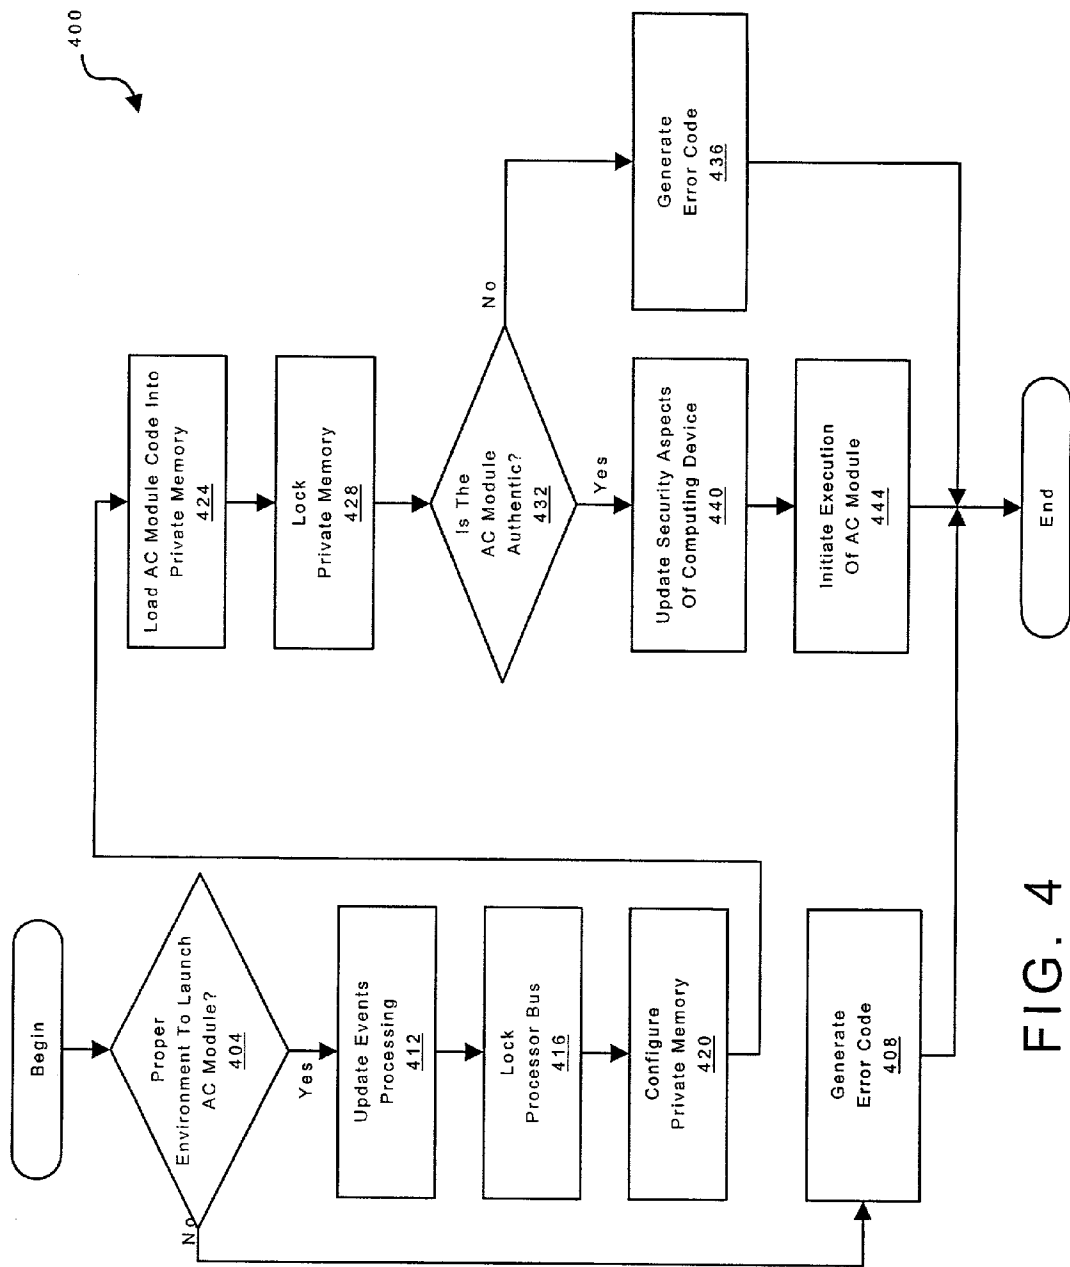 400
Begin
Proper
Environment To Launch
AC Module?
404
No
Yes
Update Events
Processing
412
Lock
Processor Bus
416
Configure
Private Memory
420
Generate
Error Code
408
Load AC Module Code Into
Private Memory
424
Lock
Private Memory
428
Is The
AC Module
Authentic?
432
No
Yes
Generate
Error Code
436
Update Security Aspects
Of Computing Device
440
Initiate Execution
Of AC Module
444
End
FIG. 4